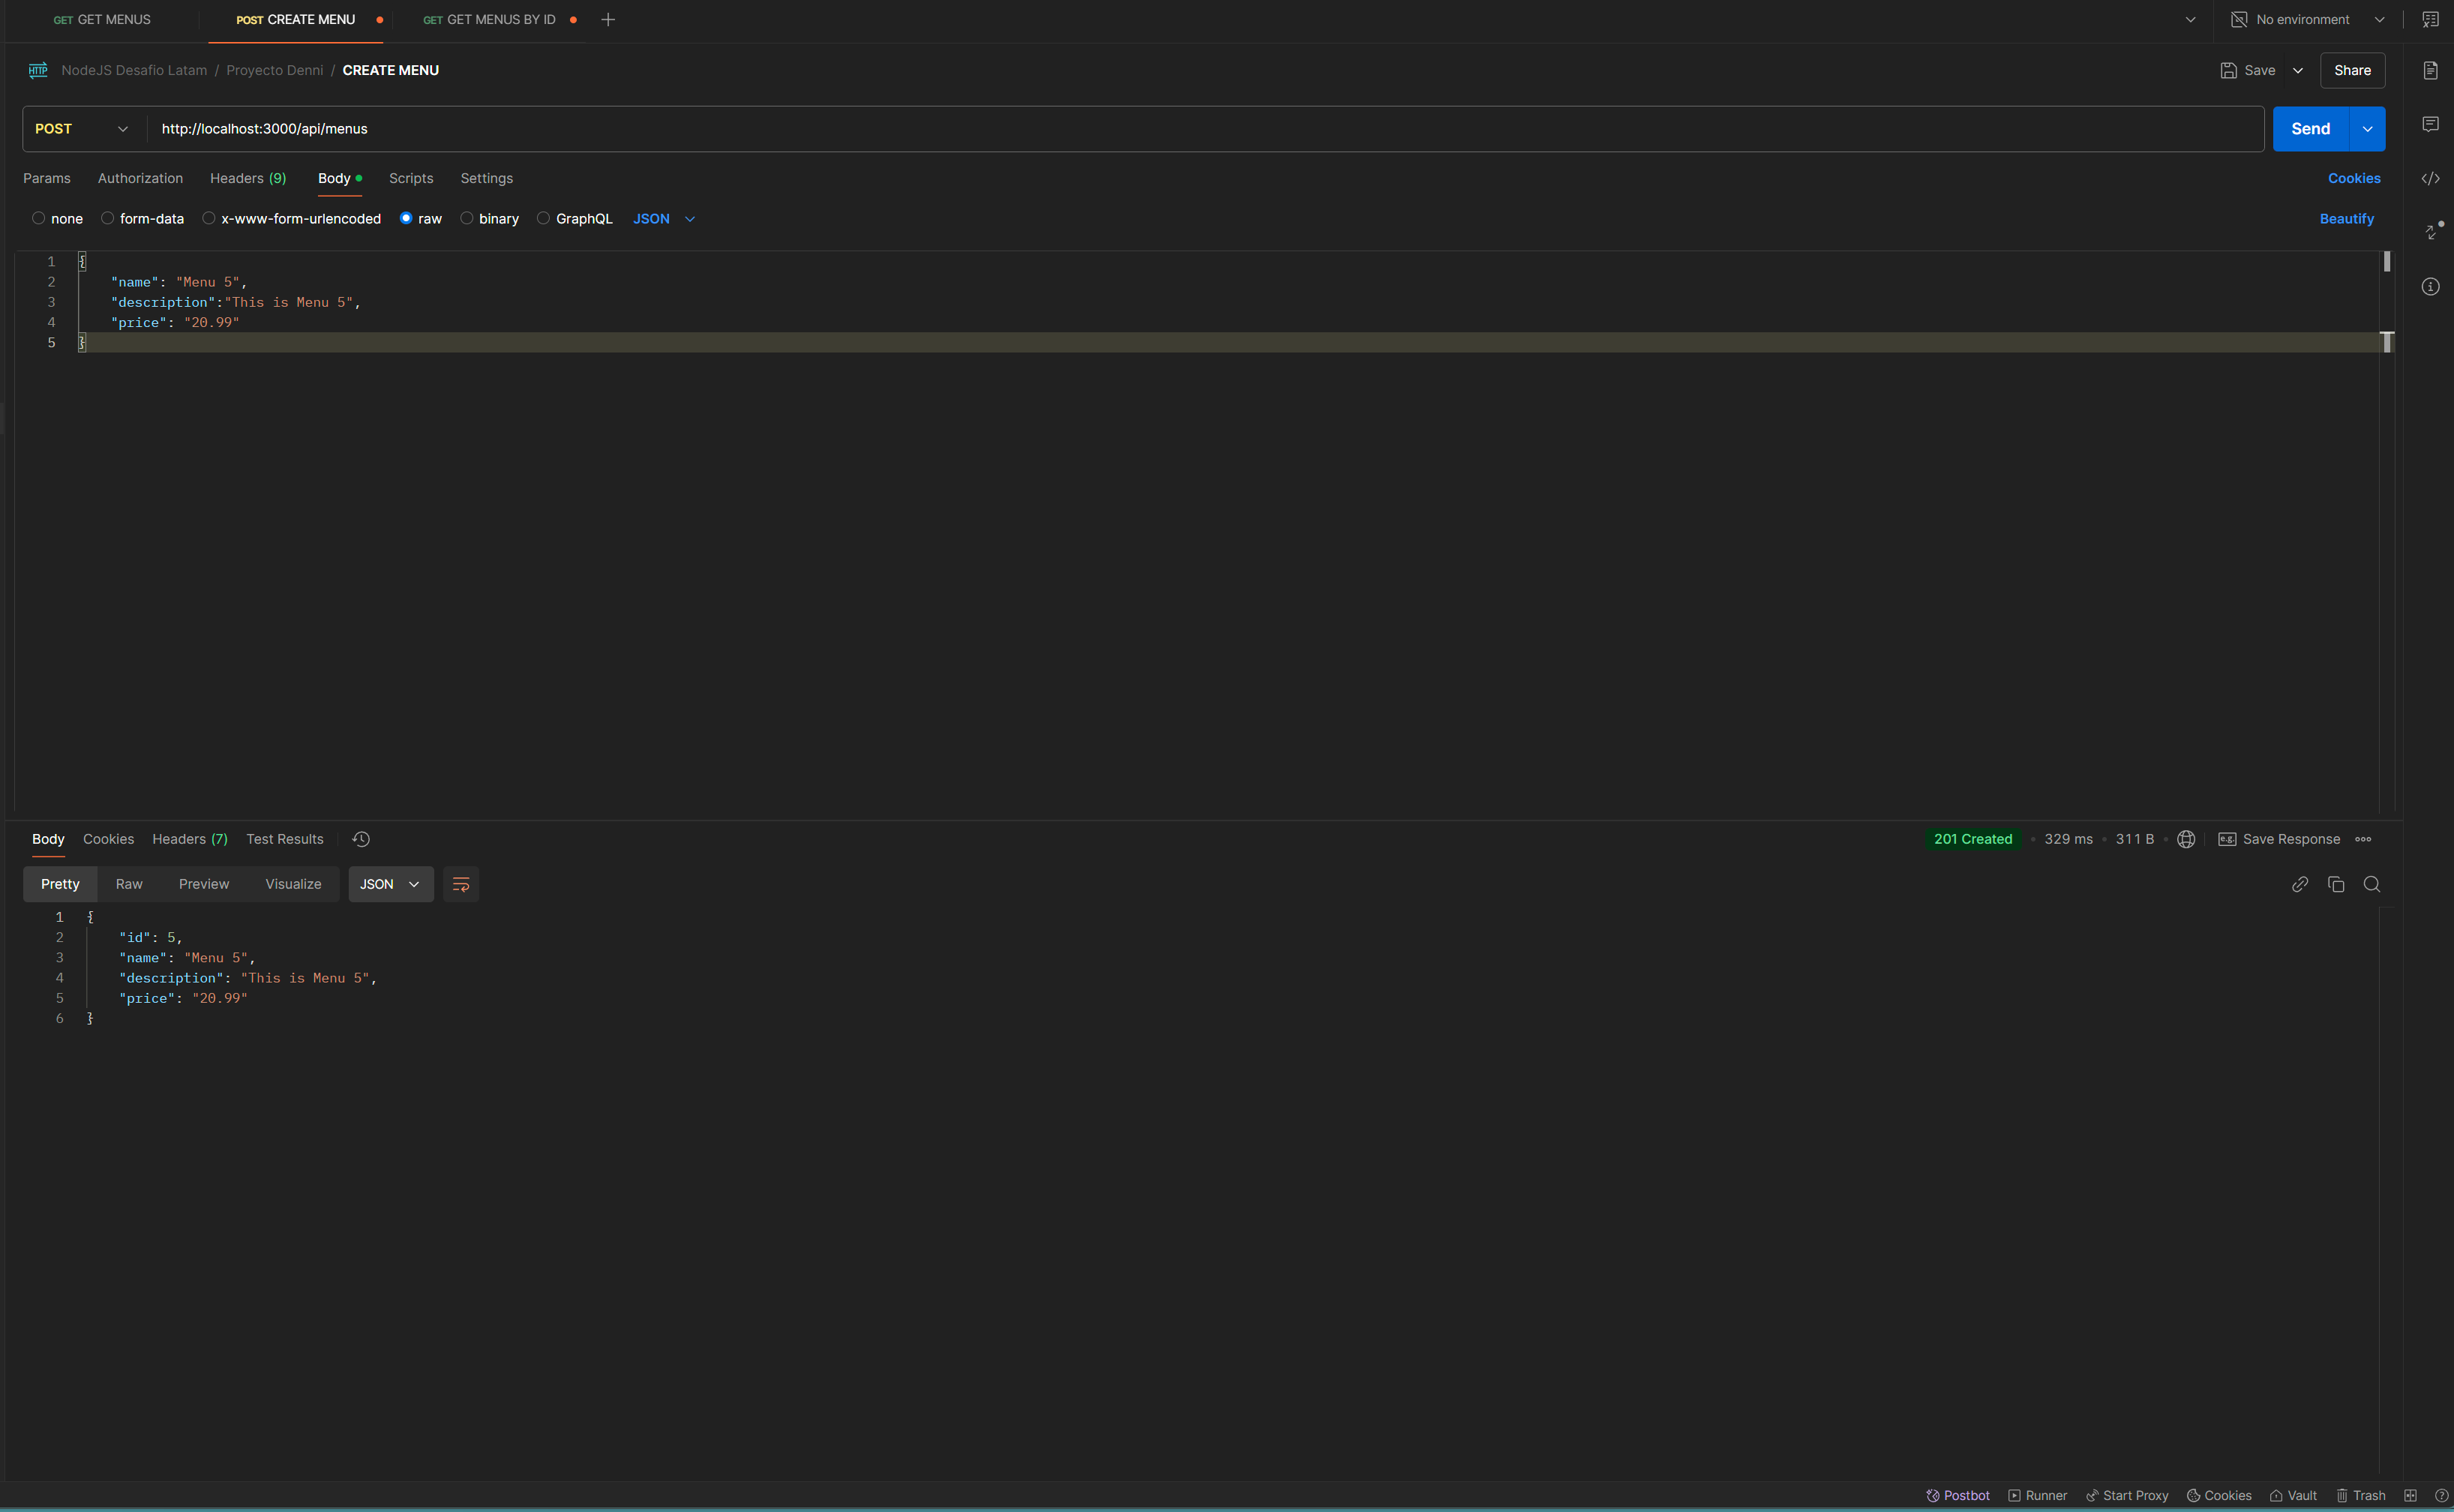 GET GET MENUS POST CREATE MENU GET GET MENUS BY ID No environment
HTTP NodeJS Desafio Latam / Proyecto Denni / CREATE MENU Save Share
POST http://localhost:3000/api/menus Send
Params Authorization Headers (9) Body Scripts Settings Cookies
none form-data x-www-form-urlencoded raw binary GraphQL JSON Beautify
1 {
2 "name": "Menu 5",
3 "description":"This is Menu 5",
4 "price": "20.99"
5 }
Body Cookies Headers (7) Test Results 201 Created 329 ms 311 B e.g. Save Response
Pretty Raw Preview Visualize JSON
1 {
2 "id": 5,
3 "name": "Menu 5",
4 "description": "This is Menu 5",
5 "price": "20.99"
6 }
Postbot Runner Start Proxy Cookies Vault Trash